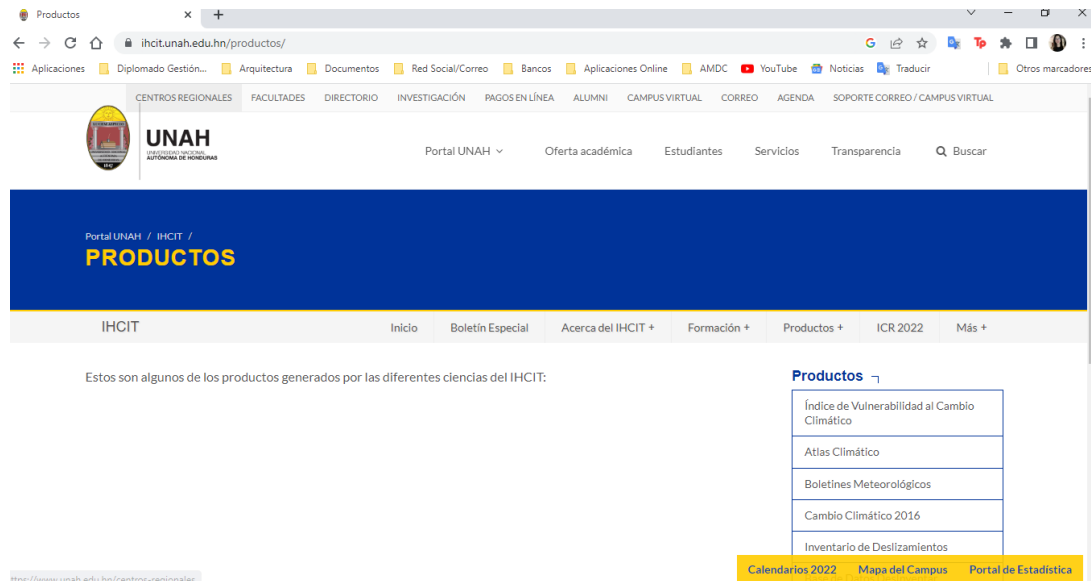 Productos
ihcit.unah.edu.hn/productos/
Aplicaciones Diplomado Gestión... Arquitectura Documentos Red Social/Correo Bancos Aplicaciones Online AMDC YouTube Noticias Traducir Otros marcadores
CENTROS REGIONALES FACULTADES DIRECTORIO INVESTIGACIÓN PAGOS EN LÍNEA ALUMNI CAMPUS VIRTUAL CORREO AGENDA SOPORTE CORREO / CAMPUS VIRTUAL
UNAH
UNIVERSIDAD NACIONAL
AUTÓNOMA DE HONDURAS
1847
Portal UNAH Oferta académica Estudiantes Servicios Transparencia Buscar
Portal UNAH / IHCIT /
PRODUCTOS
IHCIT Inicio Boletín Especial Acerca del IHCIT + Formación + Productos + ICR 2022 Más +
Estos son algunos de los productos generados por las diferentes ciencias del IHCIT:
Productos
Índice de Vulnerabilidad al Cambio
Climático
Atlas Climático
Boletines Meteorológicos
Cambio Climático 2016
Inventario de Deslizamientos
Calendarios 2022 Mapa del Campus Portal de Estadística